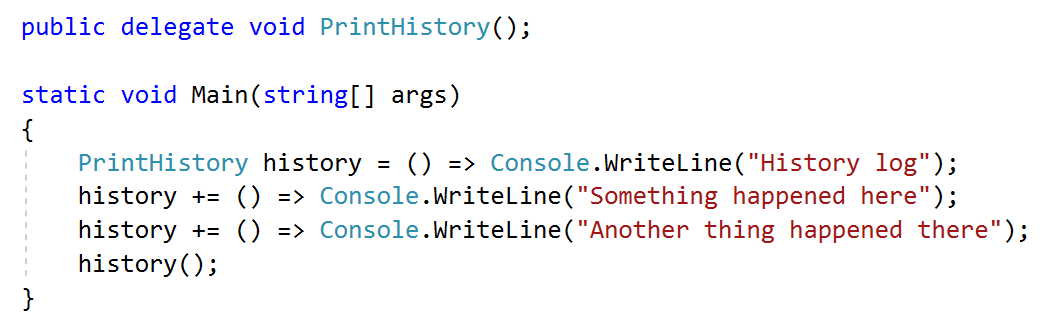 public delegate void PrintHistory();
static void Main(string[] args)
{
PrintHistory history = () => Console.WriteLine("History log");
history += () => Console.WriteLine("Something happened here");
history += () => Console.WriteLine("Another thing happened there");
history();
}